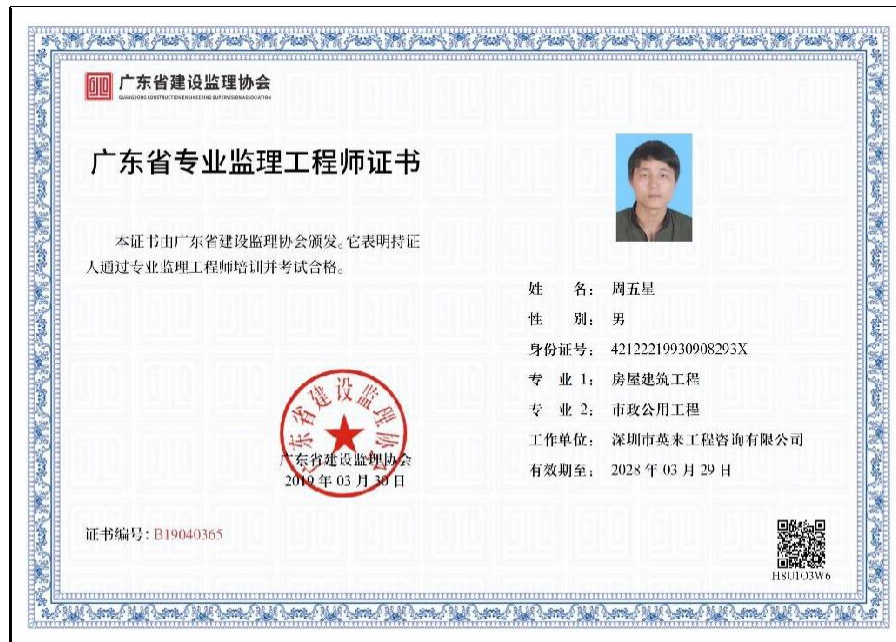 广东省建设监理协会
GUANGDONG CONSTRUCTION ENGINEERING SUPERVISION ASSOCIATION
广东省专业监理工程师证书
本证书由广东省建设监理协会颁发。它表明持证
人通过专业监理工程师培训并考试合格。
广东省建设监理协会
广东省建设监理协会
2019 年 03 月 30 日
证书编号: B19040365
姓 名: 周五星
性 别: 男
身份证号: 42122219930908293X
专 业 1: 房屋建筑工程
专 业 2: 市政公用工程
工作单位: 深圳市英来工程咨询有限公司
有效期至: 2028 年 03 月 29 日
H8U1O3W6